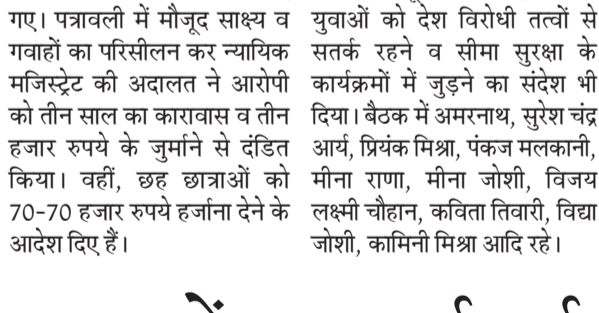 गए। पत्रावली में मौजूद साक्ष्य व
गवाहों का परिसीलन कर न्यायिक
मजिस्ट्रेट की अदालत ने आरोपी
को तीन साल का कारावास व तीन
हजार रुपये के जुर्माने से दंडित
किया। वहीं, छह छात्राओं को
70-70 हजार रुपये हर्जाना देने के
आदेश दिए हैं।
युवाओं को देश विरोधी तत्वों से
सतर्क रहने व सीमा सुरक्षा के
कार्यक्रमों में जुड़ने का संदेश भी
दिया। बैठक में अमरनाथ, सुरेश चंद्र
आर्य, प्रियंक मिश्रा, पंकज मलकानी,
मीना राणा, मीना जोशी, विजय
लक्ष्मी चौहान, कविता तिवारी, विद्या
जोशी, कामिनी मिश्रा आदि रहे।